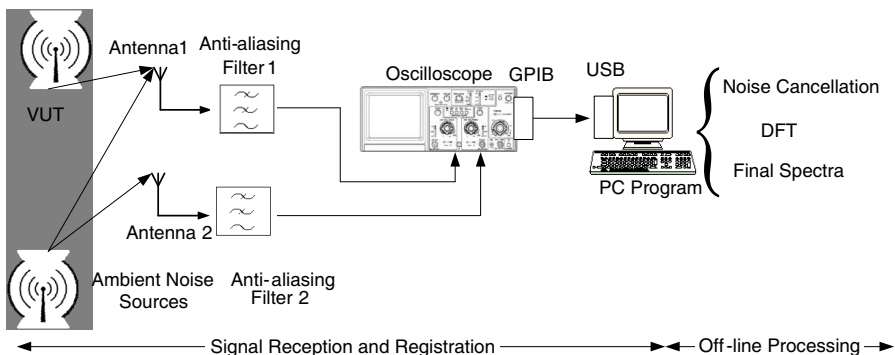 Antenna1
Anti-aliasing
Filter 1
Oscilloscope
GPIB
USB
VUT
Noise Cancellation
DFT
Final Spectra
PC Program
Antenna 2
Ambient Noise
Sources
Anti-aliasing
Filter 2
Signal Reception and Registration
Off-line Processing